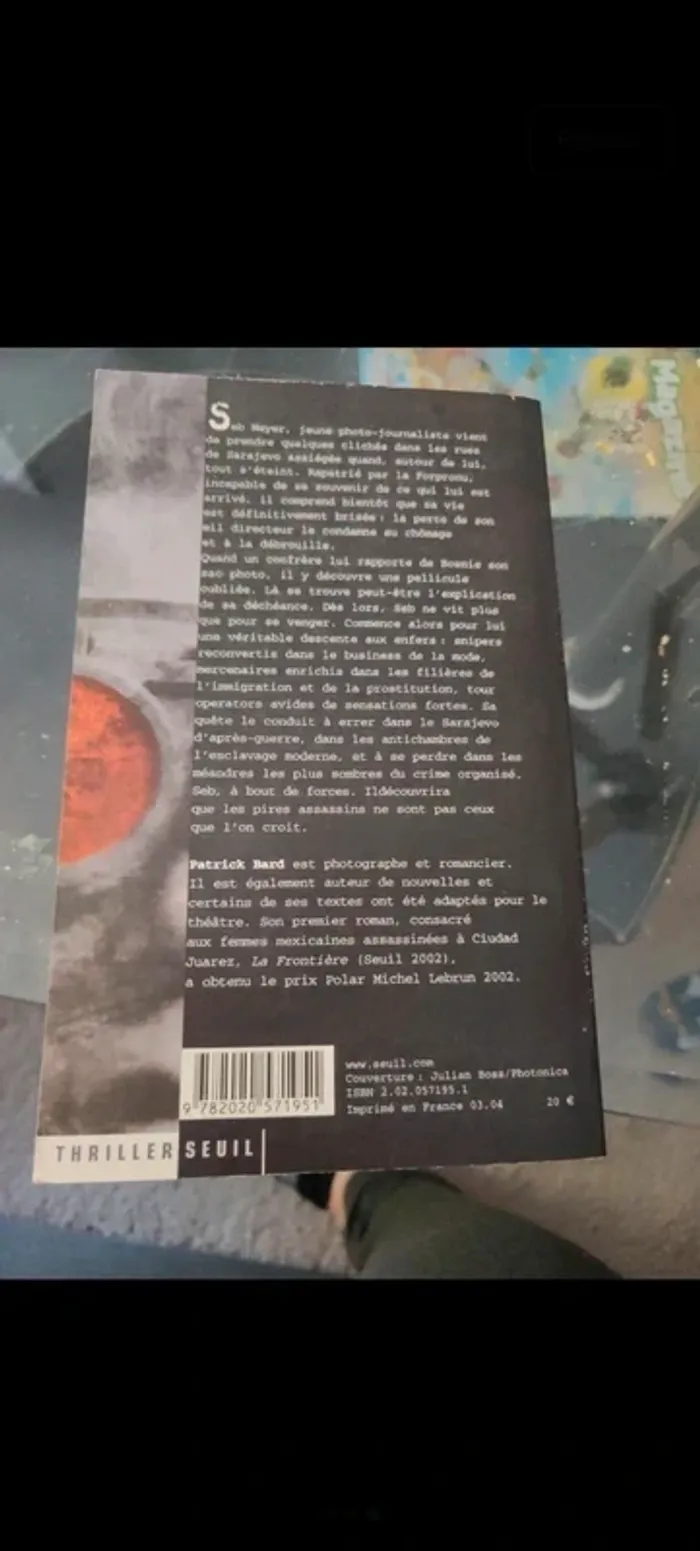 Seb Meyer, jeune photo-journaliste vient
de prendre quelques clichés dans les rues
de Sarajevo assiégée quand, autour de lui,
tout s'éteint. Rapatrié par la Forpronu,
incapable de se souvenir de ce qui lui est
arrivé, il comprend bientôt que sa vie
est définitivement brisée : la perte de son
œil directeur le condamne au chômage
et à la débrouille.
Quand un confrère lui rapporte de Bosnie son
sac photo, il y découvre une pellicule
oubliée. Là se trouve peut-être l'explication
de sa déchéance. Dès lors, Seb ne vit plus
que pour se venger. Commence alors pour lui
une véritable descente aux enfers : snipers
reconvertis dans le business de la mode,
mercenaires enrichis dans les filières de
l'immigration et de la prostitution, tour
operators avides de sensations fortes. Sa
quête le conduit à errer dans le Sarajevo
d'après-guerre, dans les antichambres de
l'esclavage moderne, et à se perdre dans les
méandres les plus sombres du crime organisé.
Seb, à bout de forces. Ildécouvrira
que les pires assassins ne sont pas ceux
que l'on croit.
Patrick Bard est photographe et romancier.
Il est également auteur de nouvelles et
certains de ses textes ont été adaptés pour le
théâtre. Son premier roman, consacré
aux femmes mexicaines assassinées à Ciudad
Juarez, La Frontière (Seuil 2002),
a obtenu le prix Polar Michel Lebrun 2002.
9 782020 571951
www.seuil.com
Couverture : Julian Boss/Photonica
ISBN 2.02.057195.1
Imprimé en France 03.04 20 €
THRILLER SEUIL